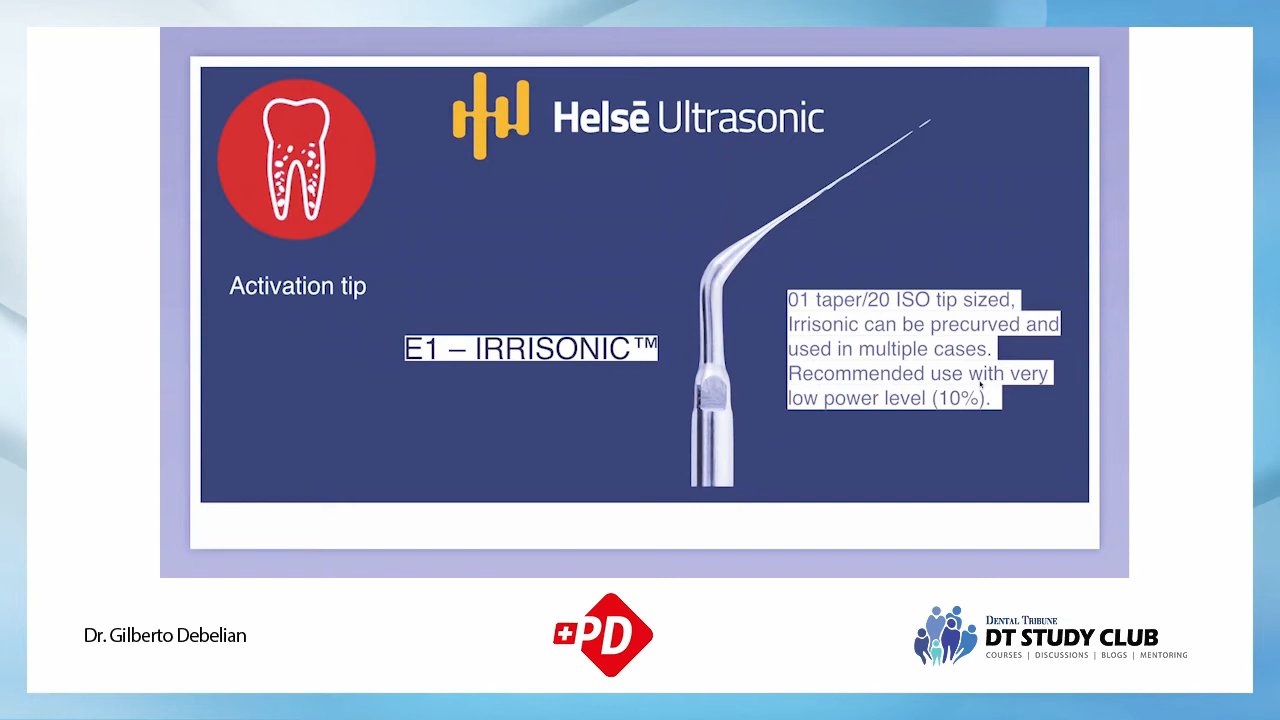 Helsē Ultrasonic
Activation tip
E1 – IRRISONIC™
01 taper/20 ISO tip sized,
Irrisonic can be precurved and
used in multiple cases.
Recommended use with very
low power level (10%).
Dr. Gilberto Debelian
+PD
DENTAL TRIBUNE
DT STUDY CLUB
COURSES | DISCUSSIONS | BLOGS | MENTORING